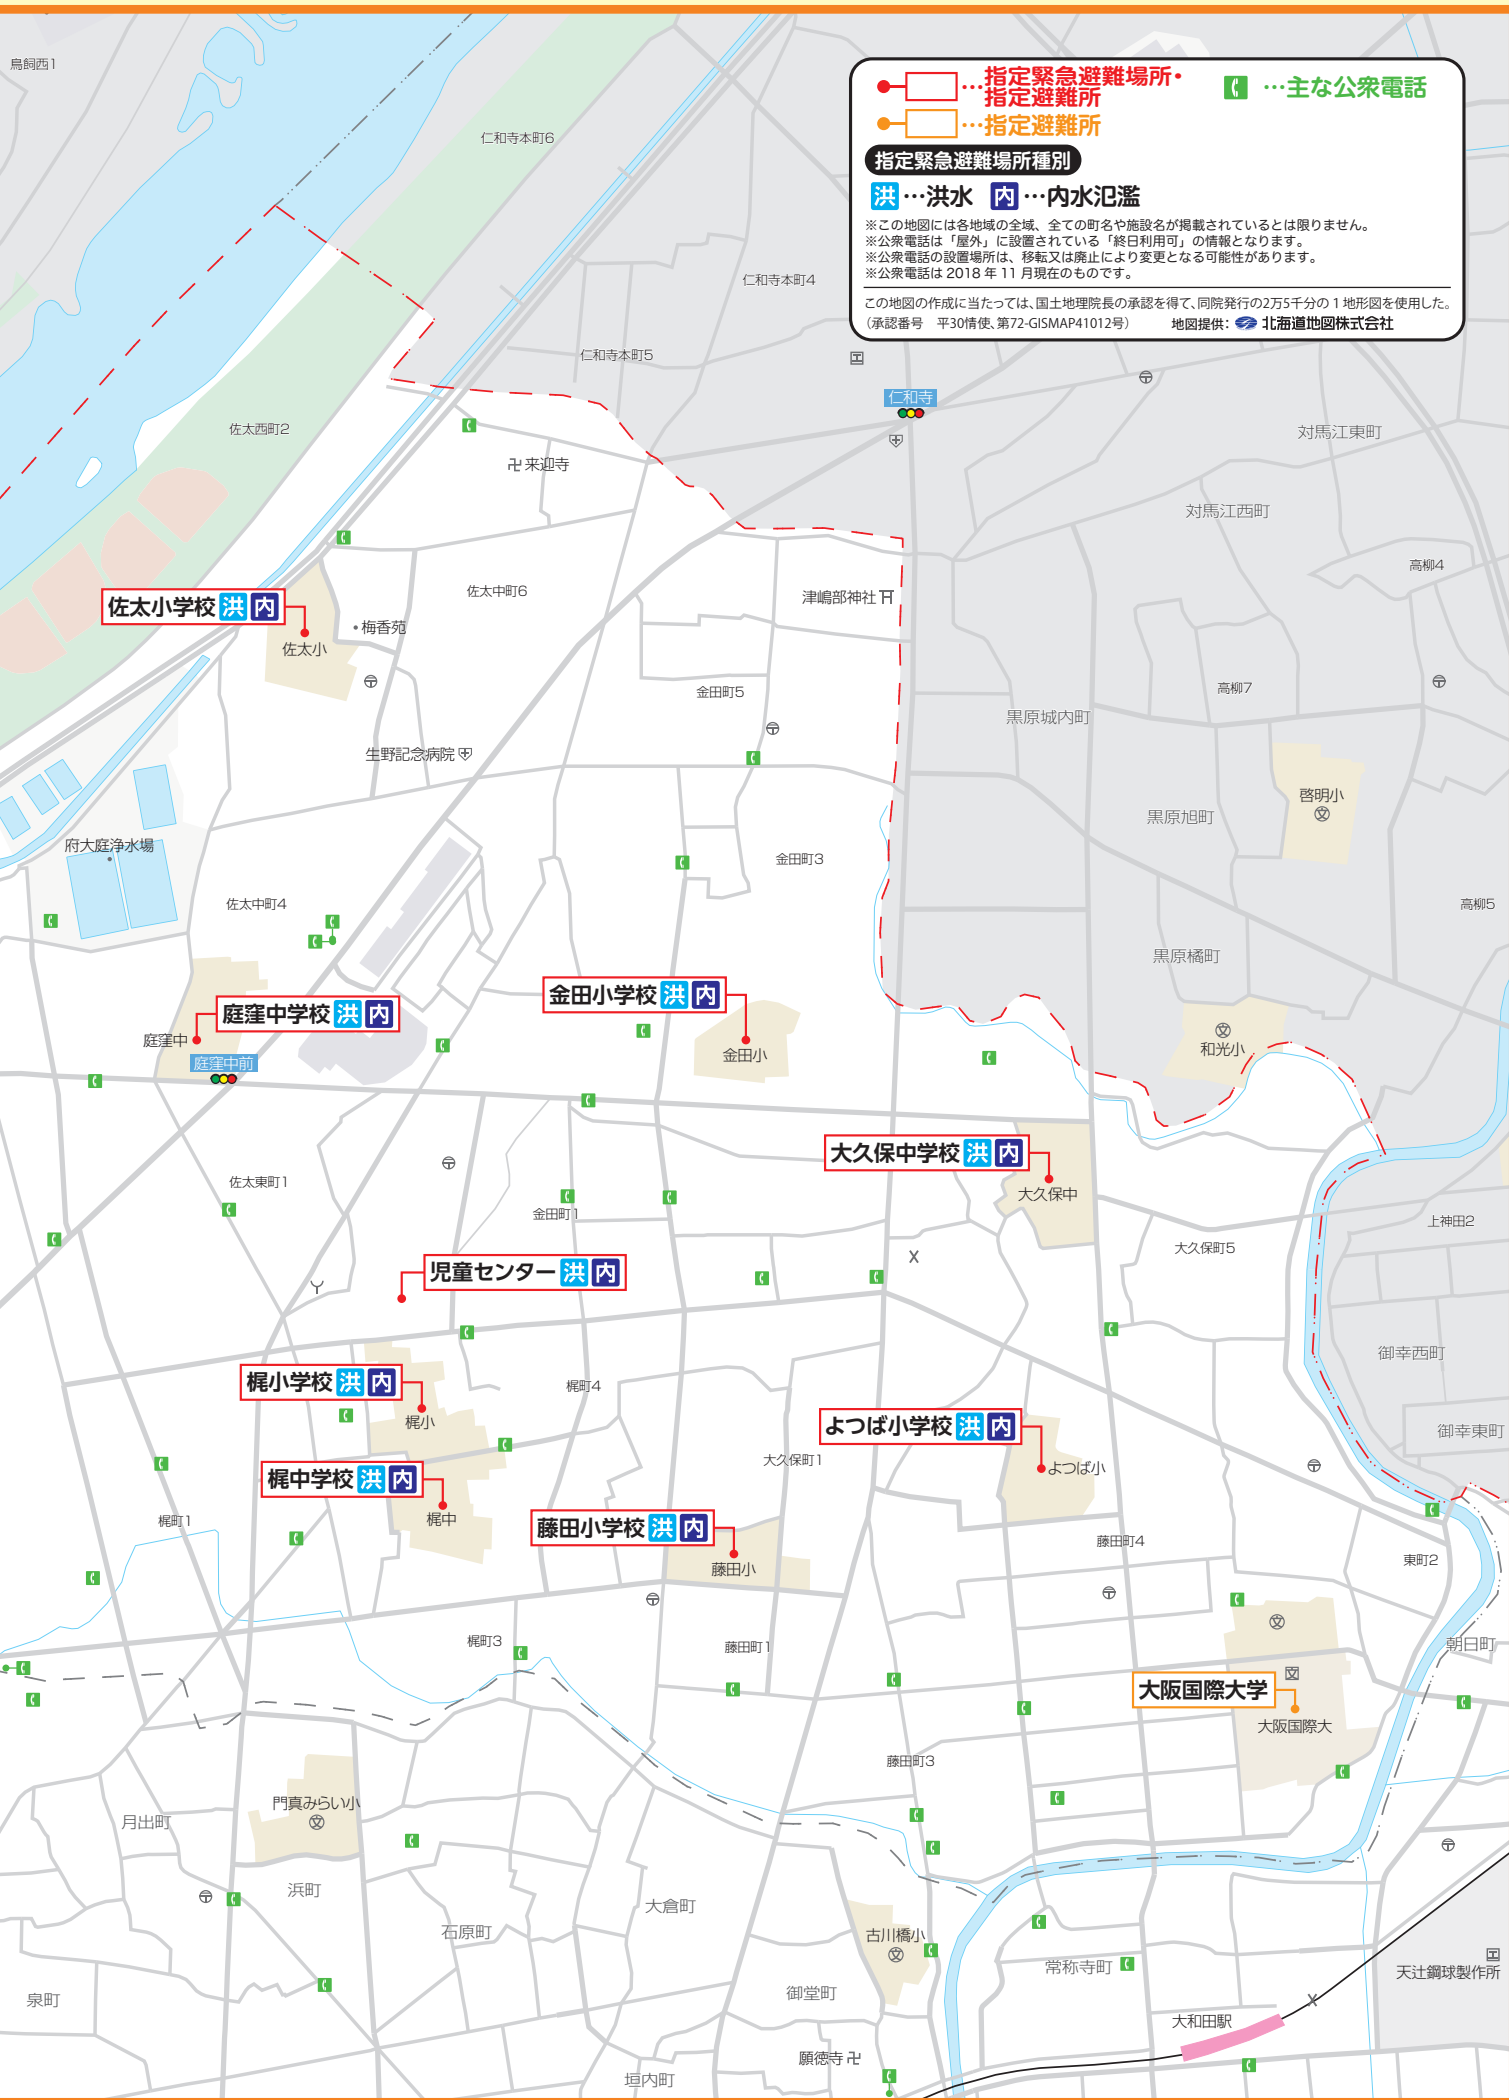 鳥飼西1
指定緊急避難場所・
指定避難所
…主な公衆電話
…指定避難所
指定緊急避難場所種別
洪…洪水 内…内水氾濫
※この地図には各地域の全域、全ての町名や施設名が掲載されているとは限りません。
※公衆電話は「屋外」に設置されている「終日利用可」の情報となります。
※公衆電話の設置場所は、移転又は廃止により変更となる可能性があります。
※公衆電話は 2018 年 11 月現在のものです。
この地図の作成に当たっては、国土地理院長の承認を得て、同院発行の2万5千分の1地形図を使用した。
(承認番号 平30情使、第72-GISMAP41012号)
地図提供: 北海道地図株式会社
仁和寺本町6
仁和寺本町4
仁和寺本町5
仁和寺
佐太西町2
対馬江東町
来迎寺
対馬江西町
高柳4
佐太中町6
津嶋部神社
佐太小学校 洪 内
梅香苑
佐太小
金田町5
高柳7
黒原城内町
生野記念病院
啓明小
黒原旭町
府大庭浄水場
金田町3
佐太中町4
高柳5
黒原橘町
金田小学校 洪 内
庭窪中学校 洪 内
庭窪中
金田小
和光小
庭窪中前
大久保中学校 洪 内
佐太東町1
大久保中
金田町1
上神田2
大久保町5
児童センター 洪 内
御幸西町
梶小学校 洪 内
梶町4
梶小
よつば小学校 洪 内
御幸東町
大久保町1
よつば小
梶中学校 洪 内
梶中
梶町1
藤田小学校 洪 内
藤田町4
東町2
藤田小
梶町3
藤田町1
朝日町
大阪国際大学
大阪国際大
藤田町3
門真みらい小
月出町
浜町
大倉町
石原町
古川橋小
常称寺町
天辻鋼球製作所
御堂町
泉町
大和田駅
願徳寺
垣内町